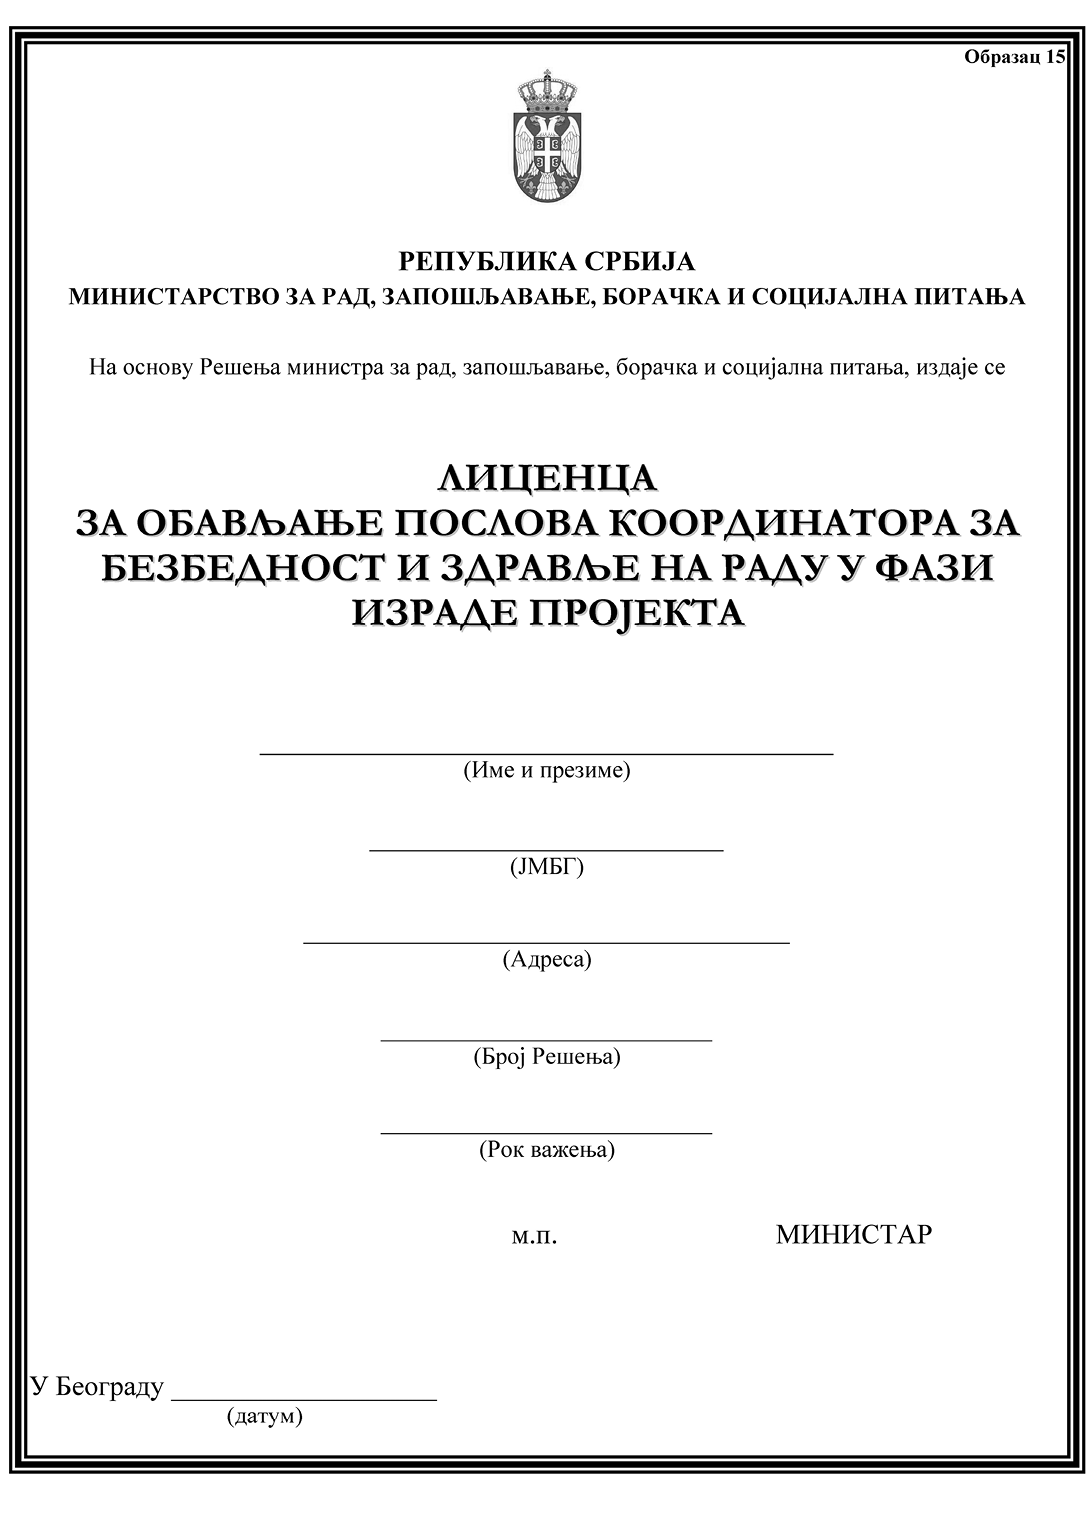 Образац 15
РЕПУБЛИКА СРБИЈА
МИНИСТАРСТВО ЗА РАД, ЗАПОШЉАВАЊЕ, БОРАЧКА И СОЦИЈАЛНА ПИТАЊА
На основу Решења министра за рад, запошљавање, борачка и социјална питања, издаје се
ЛИЦЕНЦА
ЗА ОБАВЉАЊЕ ПОСЛОВА КООРДИНАТОРА ЗА
БЕЗБЕДНОСТ И ЗДРАВЉЕ НА РАДУ У ФАЗИ
ИЗРАДЕ ПРОЈЕКТА
(Име и презиме)
(ЈМБГ)
(Адреса)
(Број Решења)
(Рок важења)
м.п. МИНИСТАР
У Београду ____________________
(датум)